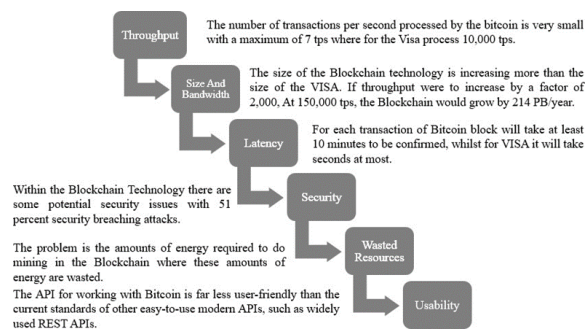 Throughput
The number of transactions per second processed by the bitcoin is very small
with a maximum of 7 tps where for the Visa process 10,000 tps.
Size And
Bandwidth
The size of the Blockchain technology is increasing more than the
size of the VISA. If throughput were to increase by a factor of
2,000, At 150,000 tps, the Blockchain would grow by 214 PB/year.
Latency
For each transaction of Bitcoin block will take at least
10 minutes to be confirmed, whilst for VISA it will take
seconds at most.
Within the Blockchain Technology there are
some potential security issues with 51
percent security breaching attacks.
Security
The problem is the amounts of energy required to do
mining in the Blockchain where these amounts of
energy are wasted.
Wasted
Resources
The API for working with Bitcoin is far less user-friendly than the
current standards of other easy-to-use modern APIs, such as widely
used REST APIs.
Usability